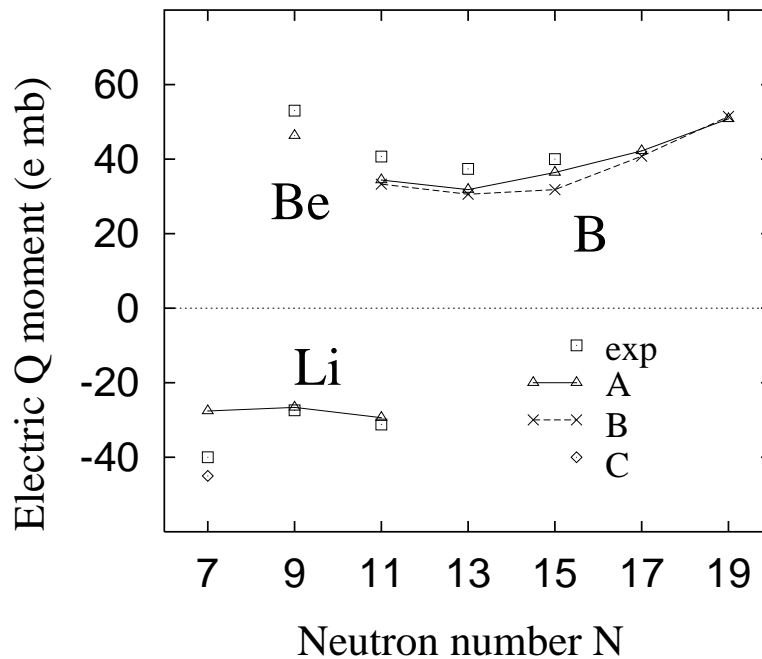 Electric Q moment (e mb)
60
40
20
0
-20
-40
Be
B
Li
exp
A
B
C
7 9 11 13 15 17 19
Neutron number N